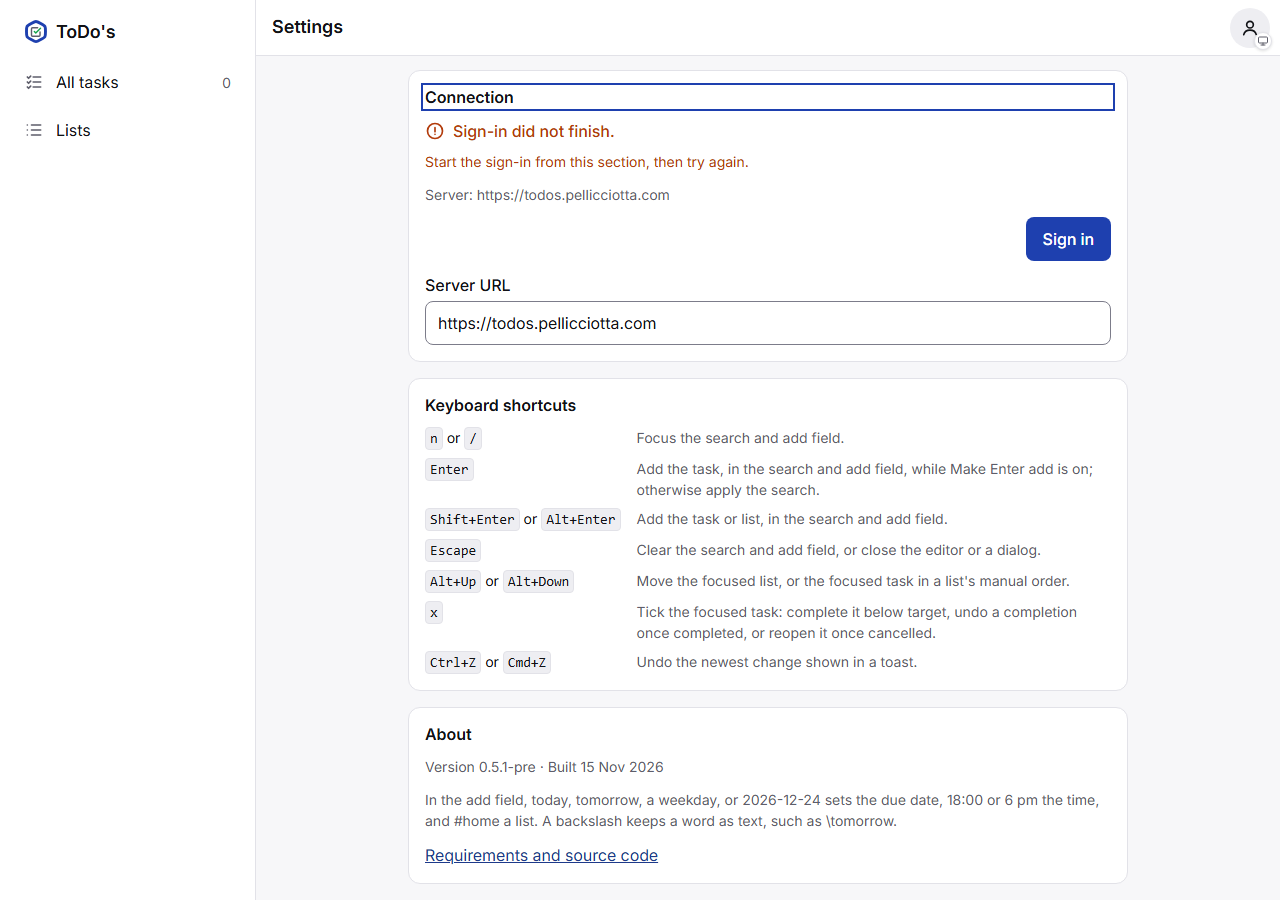 ToDo's
Settings
All tasks 0
Lists
Connection
Sign-in did not finish.
Start the sign-in from this section, then try again.
Server: https://todos.pellicciotta.com
Sign in
Server URL
https://todos.pellicciotta.com
Keyboard shortcuts
n or / Focus the search and add field.
Enter Add the task, in the search and add field, while Make Enter add is on;
otherwise apply the search.
Shift+Enter or Alt+Enter Add the task or list, in the search and add field.
Escape Clear the search and add field, or close the editor or a dialog.
Alt+Up or Alt+Down Move the focused list, or the focused task in a list's manual order.
x Tick the focused task: complete it below target, undo a completion
once completed, or reopen it once cancelled.
Ctrl+Z or Cmd+Z Undo the newest change shown in a toast.
About
Version 0.5.1-pre · Built 15 Nov 2026
In the add field, today, tomorrow, a weekday, or 2026-12-24 sets the due date, 18:00 or 6 pm the time,
and #home a list. A backslash keeps a word as text, such as \tomorrow.
Requirements and source code